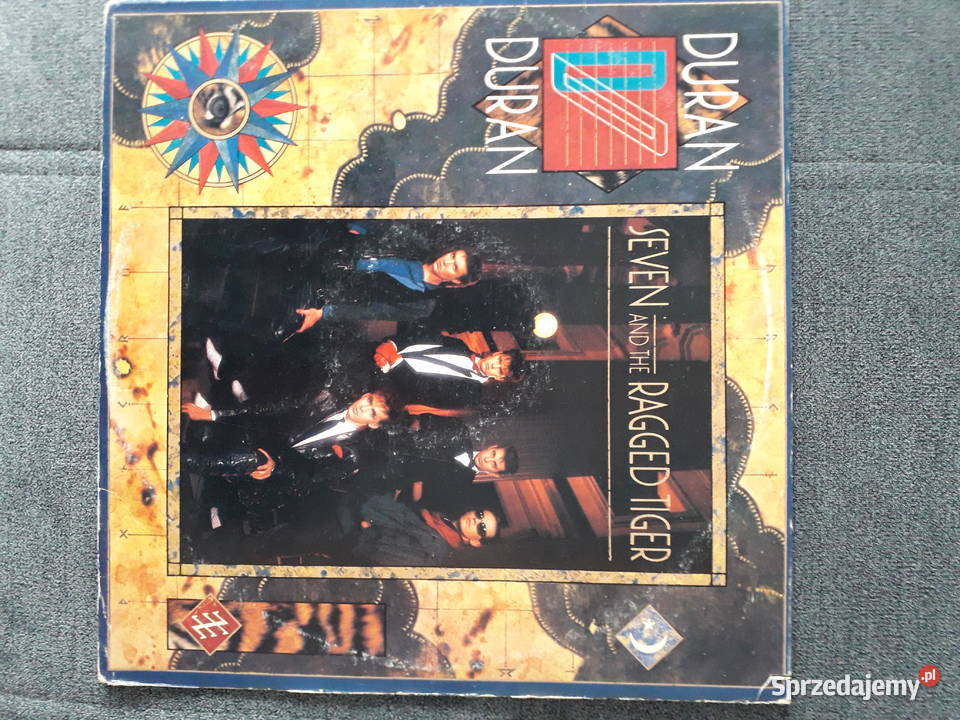 DURAN
DURAN
SEVEN AND THE RAGGED TIGER
Sprzedajemy.pl